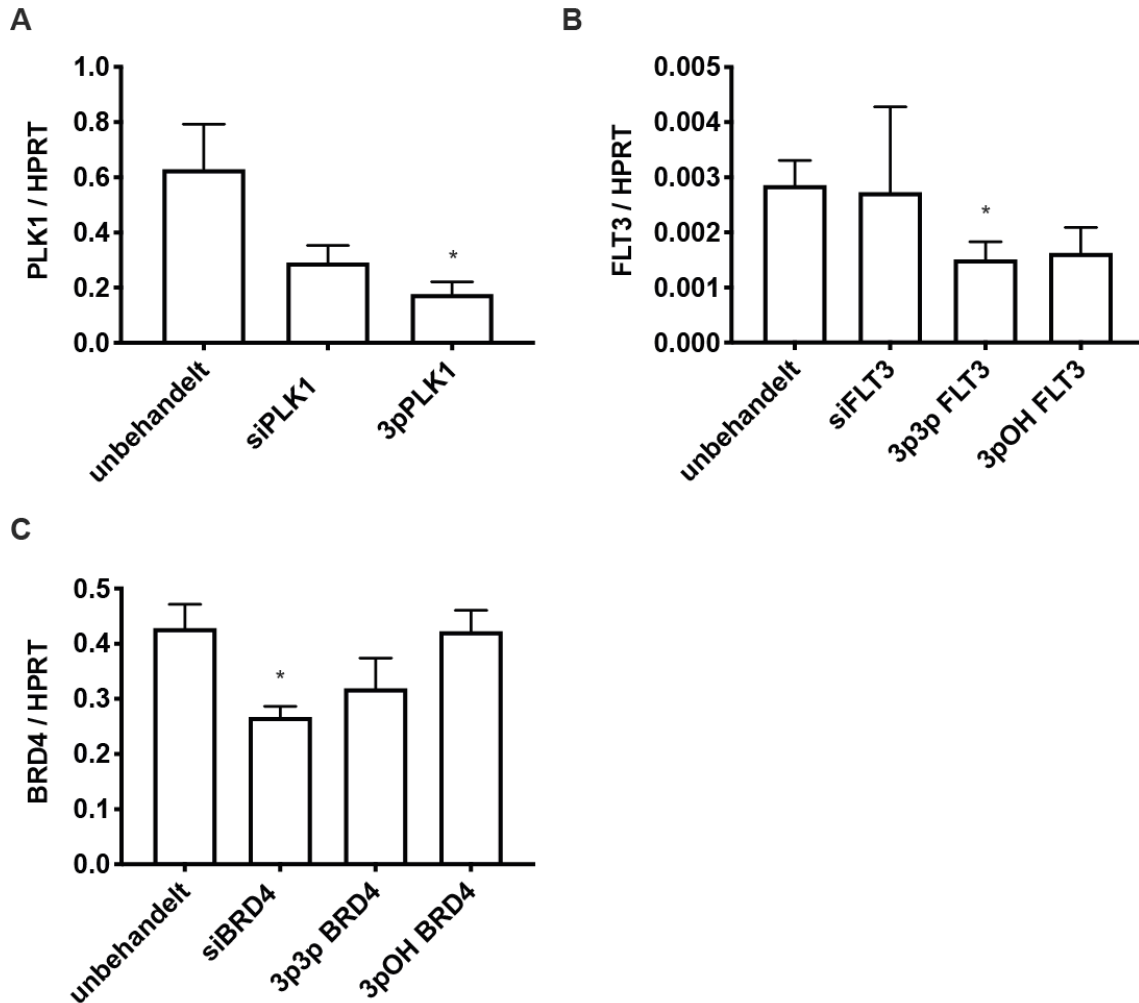 A
PLK1 / HPRT
1.0
0.8
0.6
0.4
0.2
0.0
*
unbehandelt
siPLK1
3pPLK1
B
FLT3 / HPRT
0.005
0.004
0.003
0.002
0.001
0.000
*
unbehandelt
siFLT3
3p3p FLT3
3pOH FLT3
C
BRD4 / HPRT
0.5
0.4
0.3
0.2
0.1
0.0
*
unbehandelt
siBRD4
3p3p BRD4
3pOH BRD4